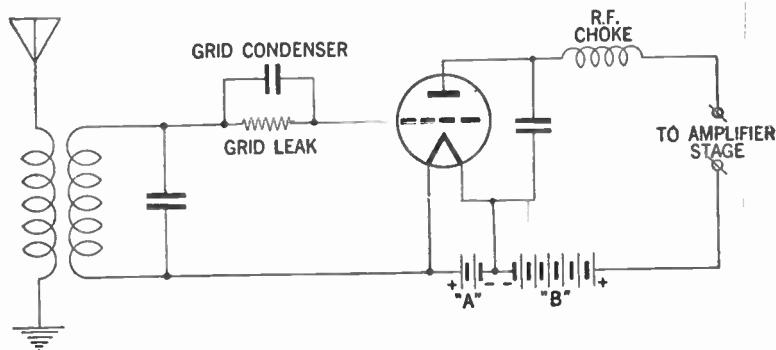 R.F.
CHOKE
GRID CONDENSER
GRID LEAK
TO AMPLIFIER
STAGE
+ "A" - - "B" +